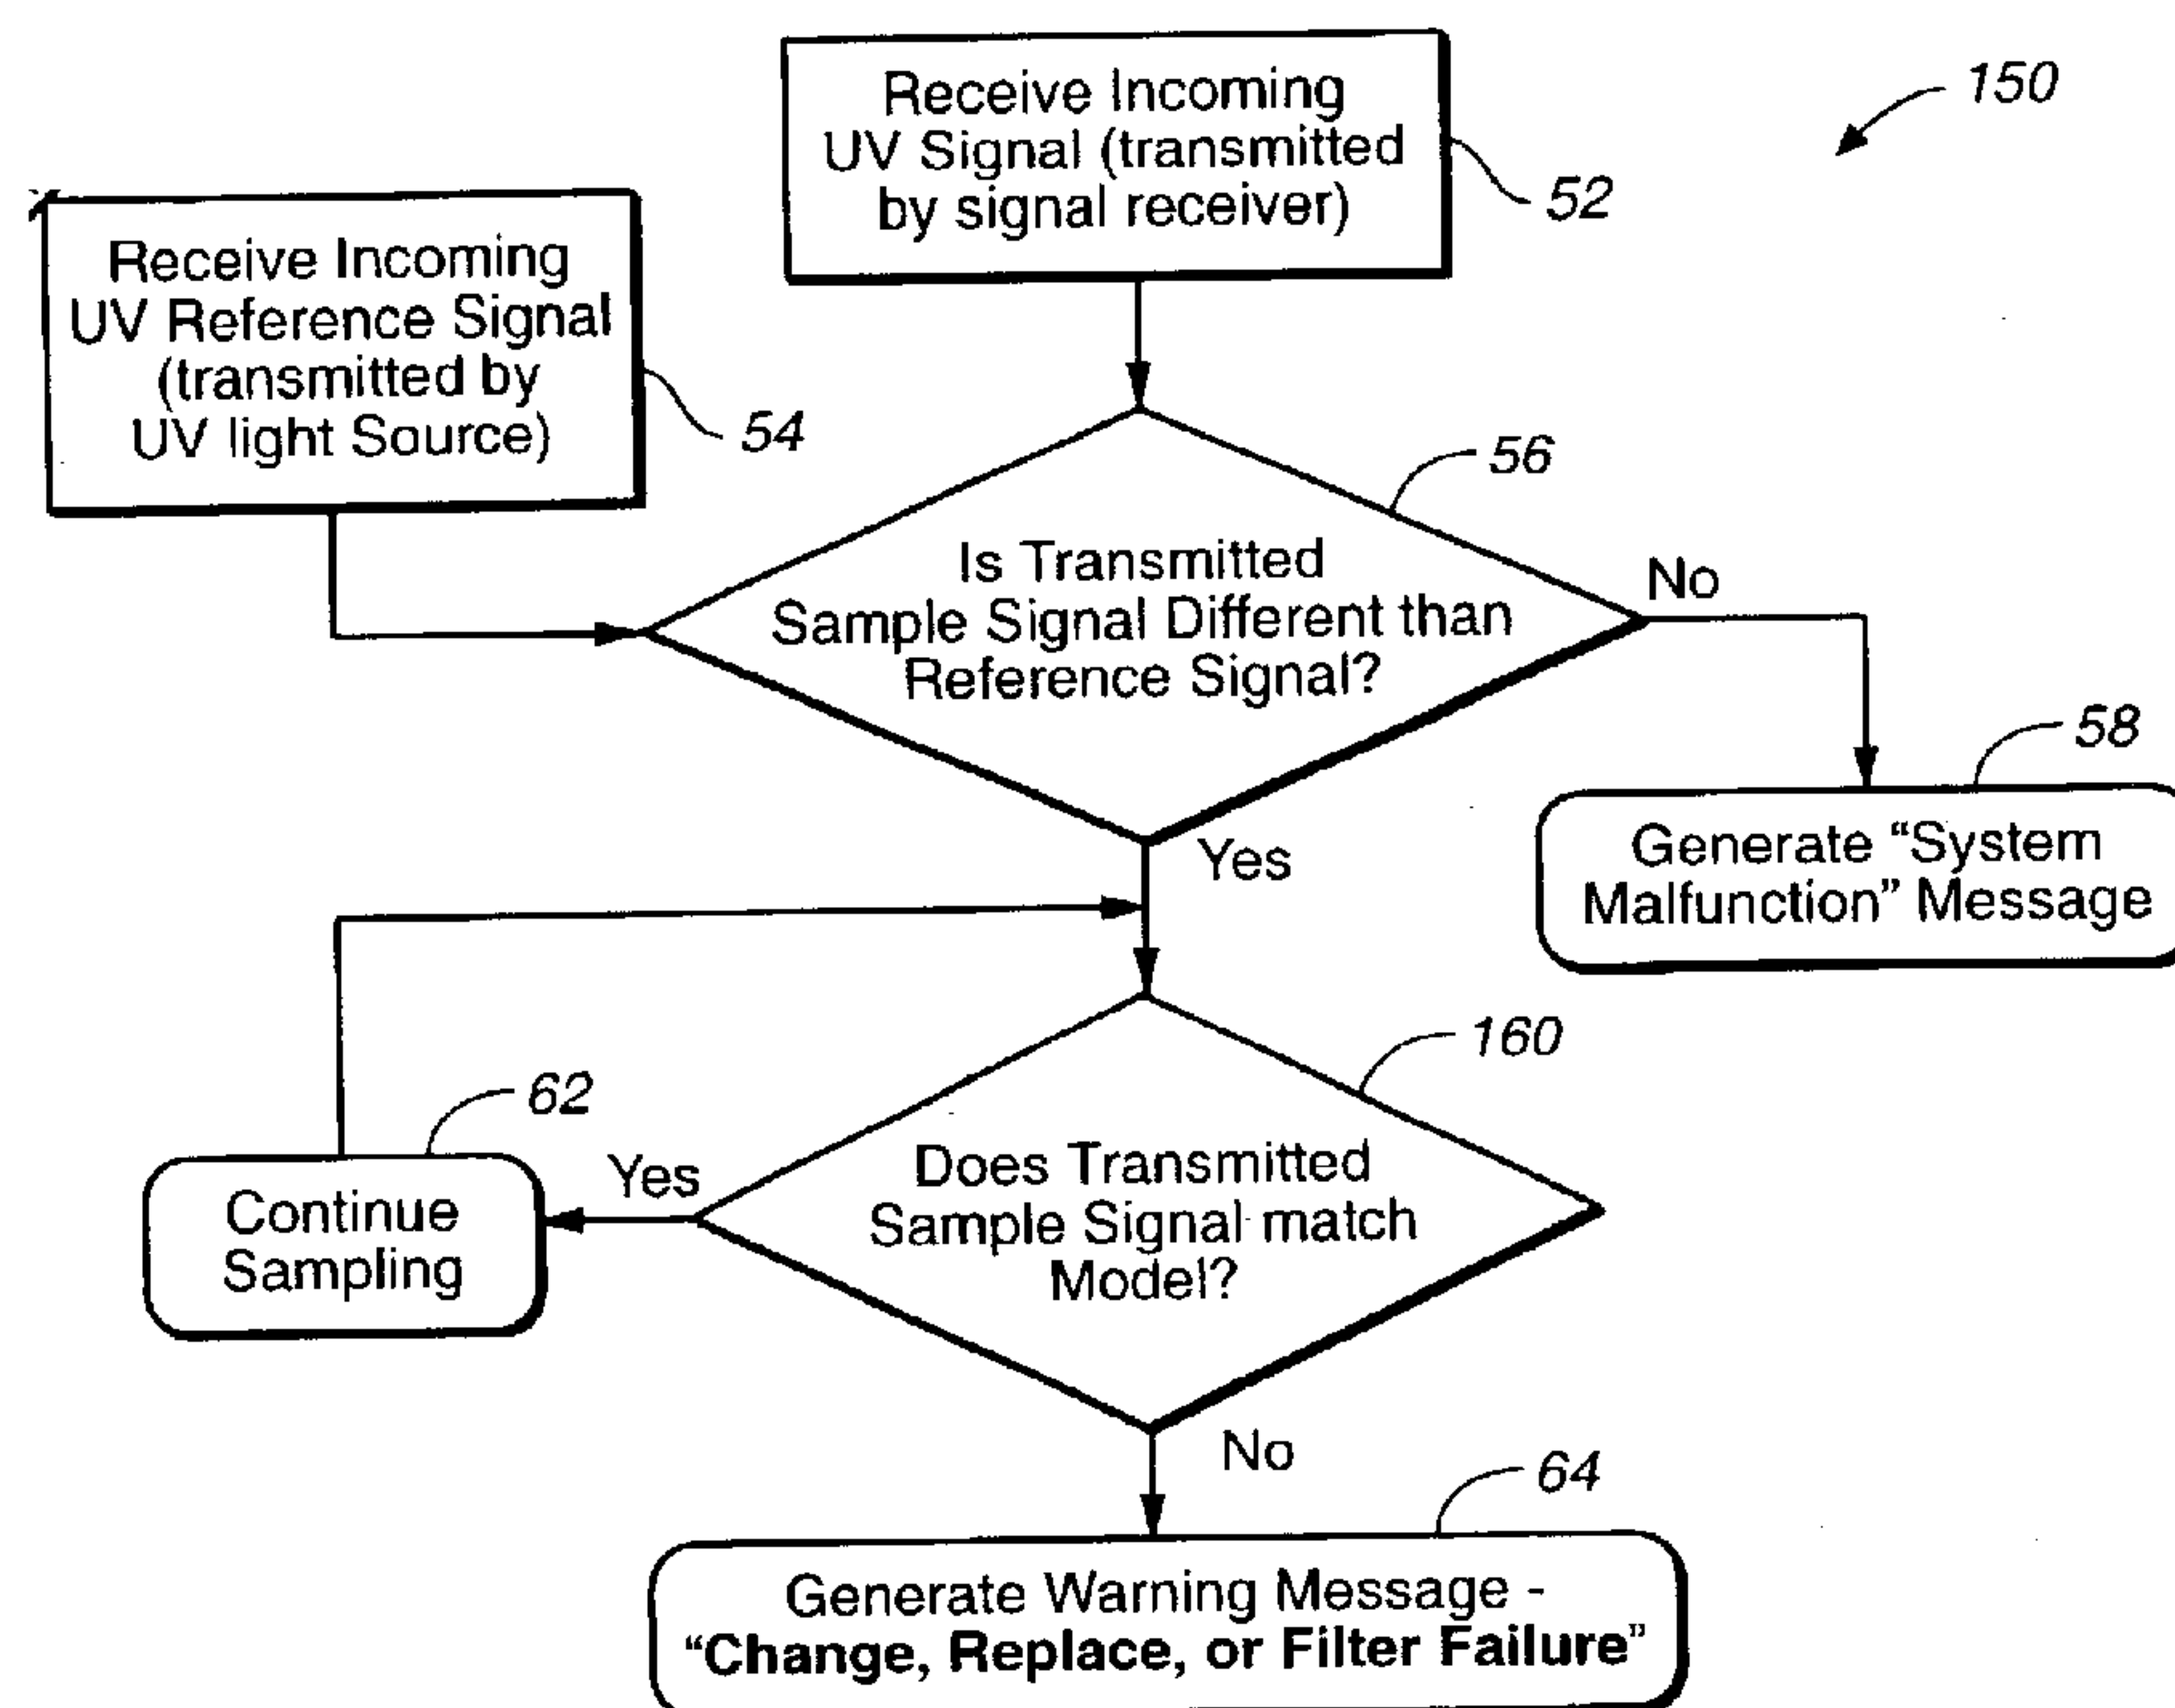 150
Receive Incoming
UV Signal (transmitted
by signal receiver)
52
Receive Incoming
UV Reference Signal
(transmitted by
UV light Source)
54
56
Is Transmitted
Sample Signal Different than
Reference Signal?
No
58
Generate “System
Malfunction” Message
Yes
160
Does Transmitted
Sample Signal match
Model?
Yes
62
Continue
Sampling
No
64
Generate Warning Message -
“Change, Replace, or Filter Failure”